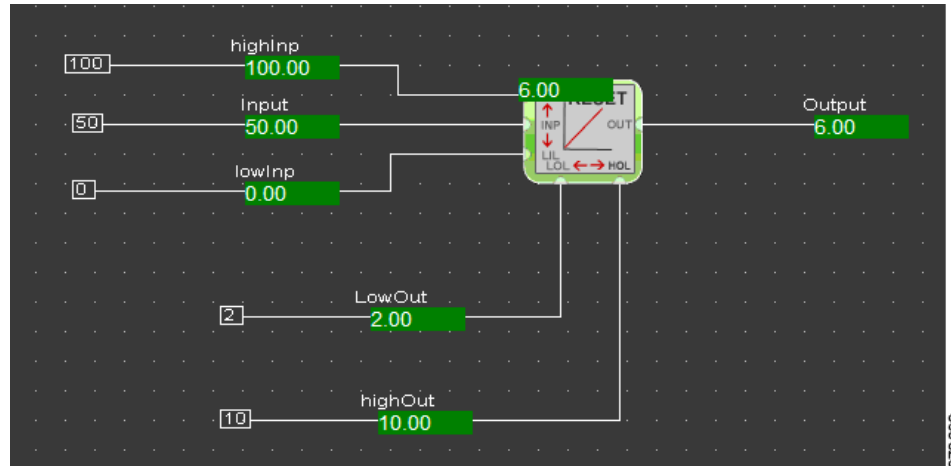 highInp
100
100.00
6.00
RESET
Input
Output
50
50.00
INP
OUT
6.00
lowInp
LIL
LOL
HOL
0
0.00
LowOut
2
2.00
highOut
10
10.00